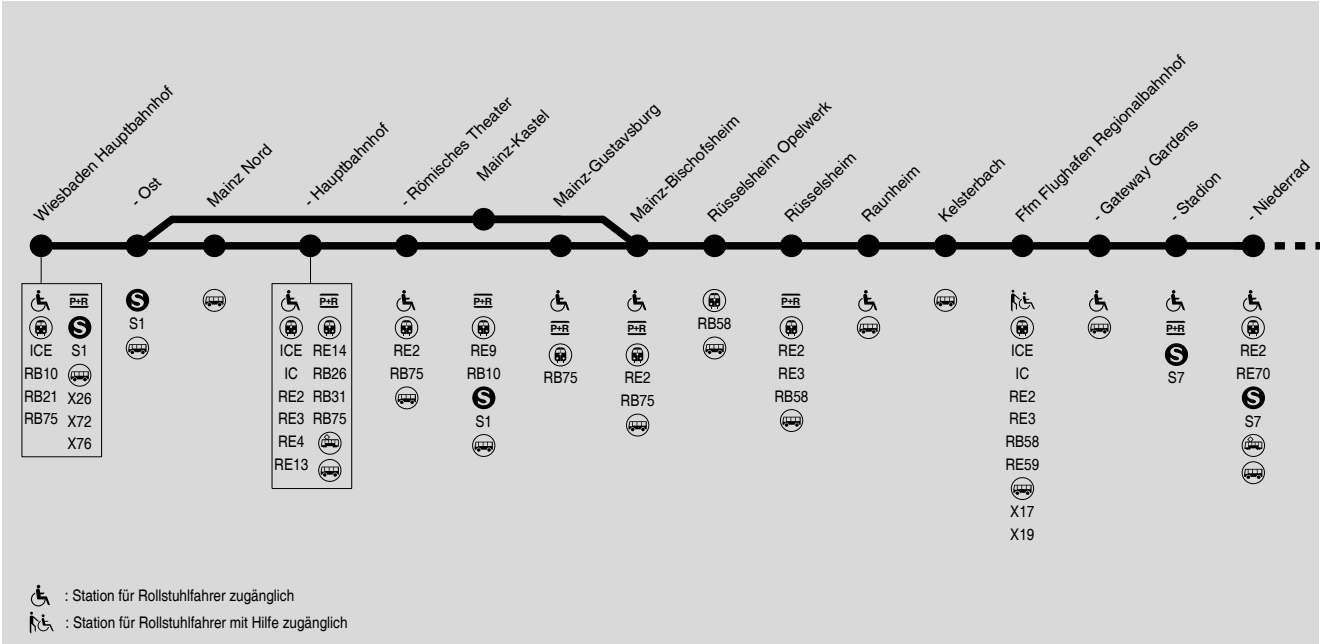 Wiesbaden Hauptbahnhof
- Ost
Mainz Nord
- Hauptbahnhof
- Römisches Theater
Mainz-Kastel
Mainz-Gustavsburg
Mainz-Bischofsheim
Rüsselsheim Opelwerk
Rüsselsheim
Raunheim
Kelsterbach
Ffm Flughafen Regionalbahnhof
- Gateway Gardens
- Stadion
- Niederrad
P+R
S
ICE S1
RB10
RB21 X26
RB75 X72
X76
S
S1
P+R
ICE RE14
IC RB26
RE2 RB31
RE3 RB75
RE4
RE13
RE2
RB75
P+R
RE9
RB10
S
S1
P+R
RB75
P+R
RE2
RB75
RB58
P+R
RE2
RE3
RB58
ICE
IC
RE2
RE3
RB58
RE59
X17
X19
P+R
S
S7
RE2
RE70
S
S7
: Station für Rollstuhlfahrer zugänglich
: Station für Rollstuhlfahrer mit Hilfe zugänglich